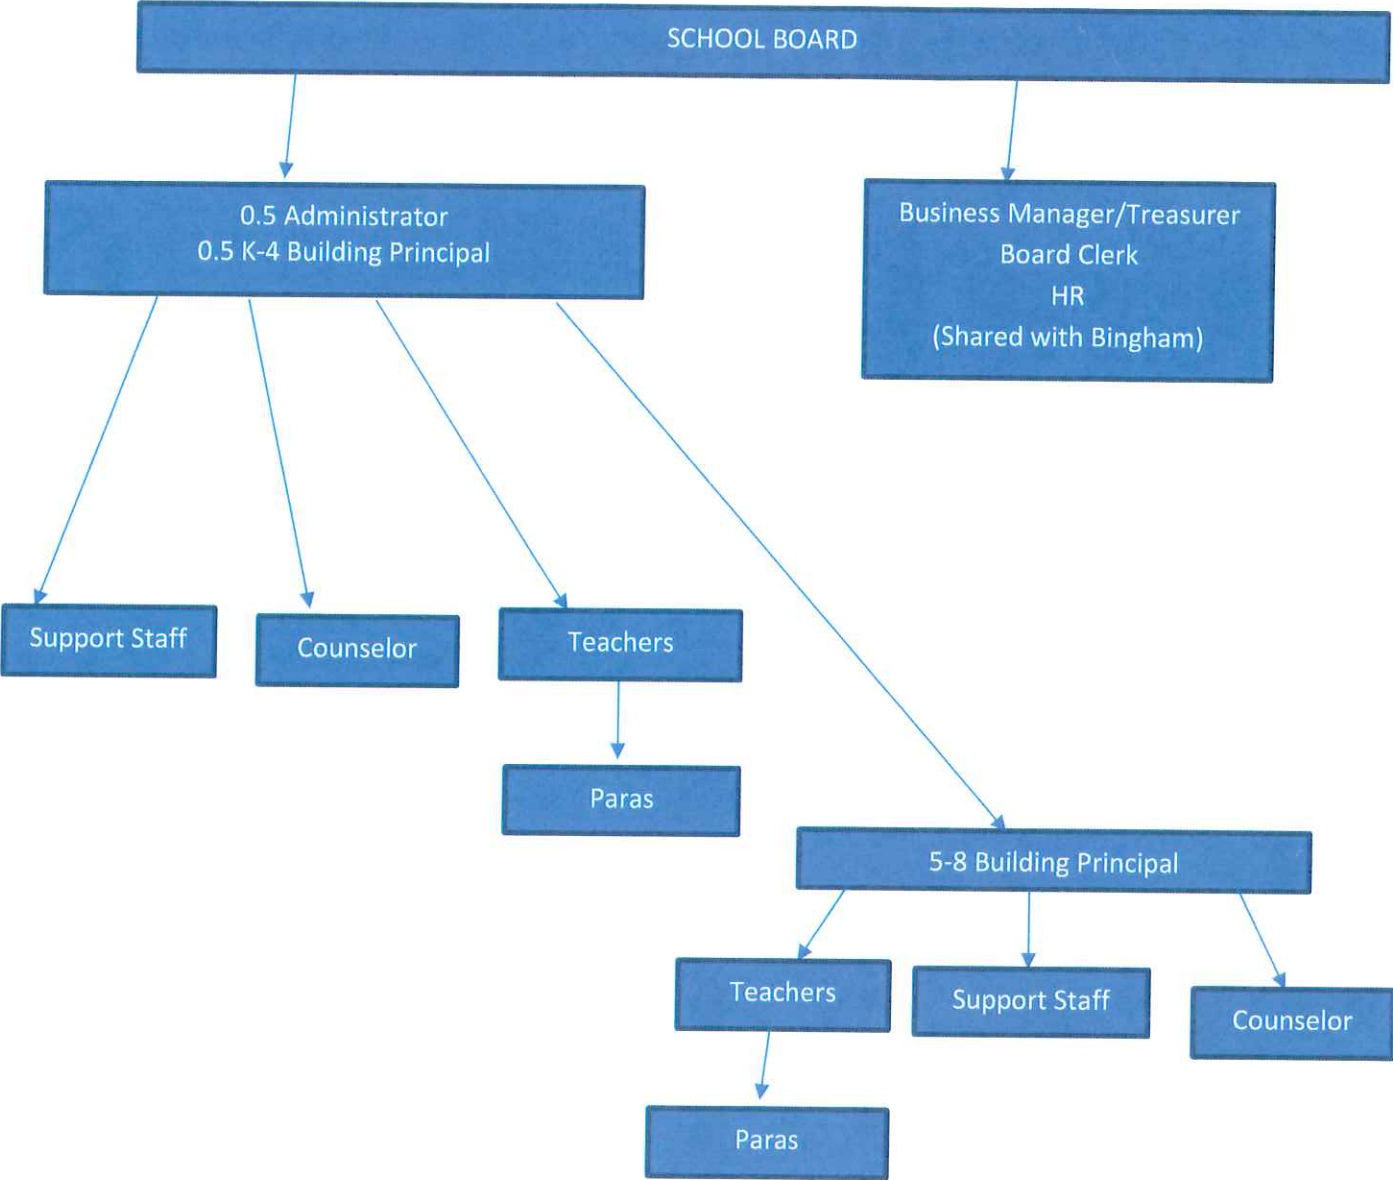 SCHOOL BOARD
0.5 Administrator
0.5 K-4 Building Principal
Business Manager/Treasurer
Board Clerk
HR
(Shared with Bingham)
Support Staff
Counselor
Teachers
Paras
5-8 Building Principal
Teachers
Support Staff
Counselor
Paras